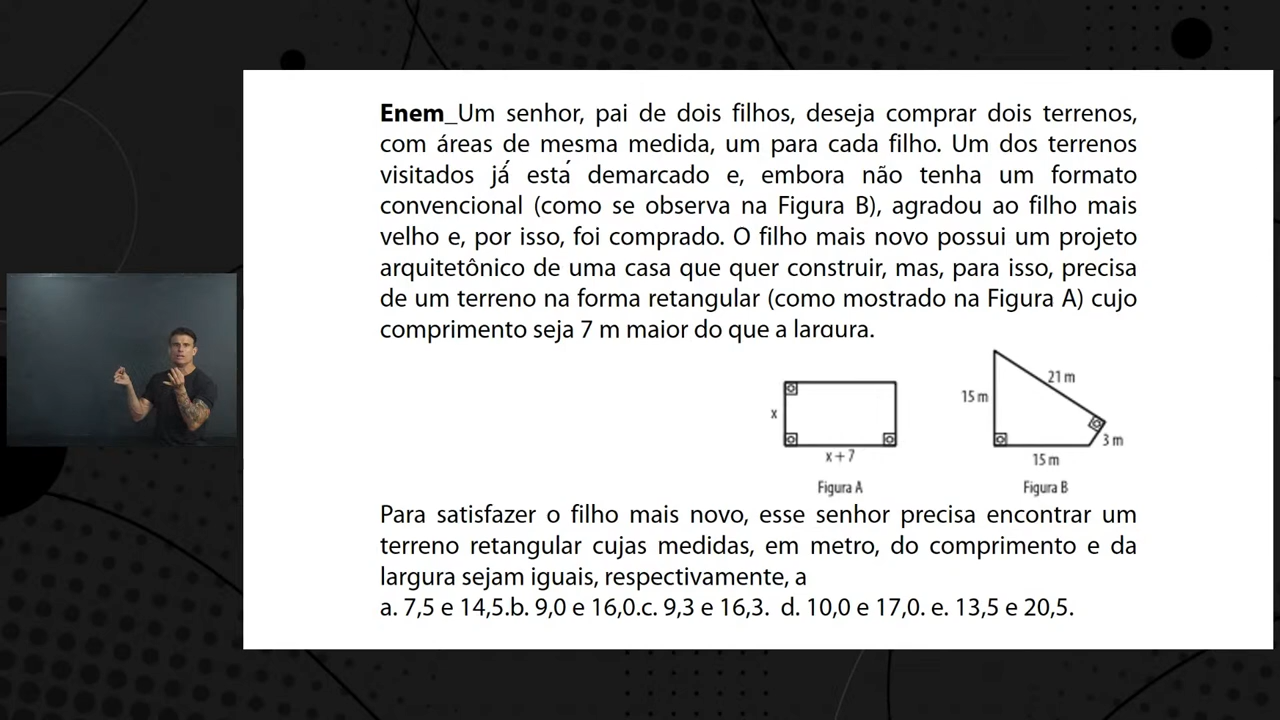 Enem_Um senhor, pai de dois filhos, deseja comprar dois terrenos,
com áreas de mesma medida, um para cada filho. Um dos terrenos
visitados já está demarcado e, embora não tenha um formato
convencional (como se observa na Figura B), agradou ao filho mais
velho e, por isso, foi comprado. O filho mais novo possui um projeto
arquitetônico de uma casa que quer construir, mas, para isso, precisa
de um terreno na forma retangular (como mostrado na Figura A) cujo
comprimento seja 7 m maior do que a largura.
x
x + 7
Figura A
15 m
21 m
3 m
15 m
Figura B
Para satisfazer o filho mais novo, esse senhor precisa encontrar um
terreno retangular cujas medidas, em metro, do comprimento e da
largura sejam iguais, respectivamente, a
a. 7,5 e 14,5.b. 9,0 e 16,0.c. 9,3 e 16,3. d. 10,0 e 17,0. e. 13,5 e 20,5.